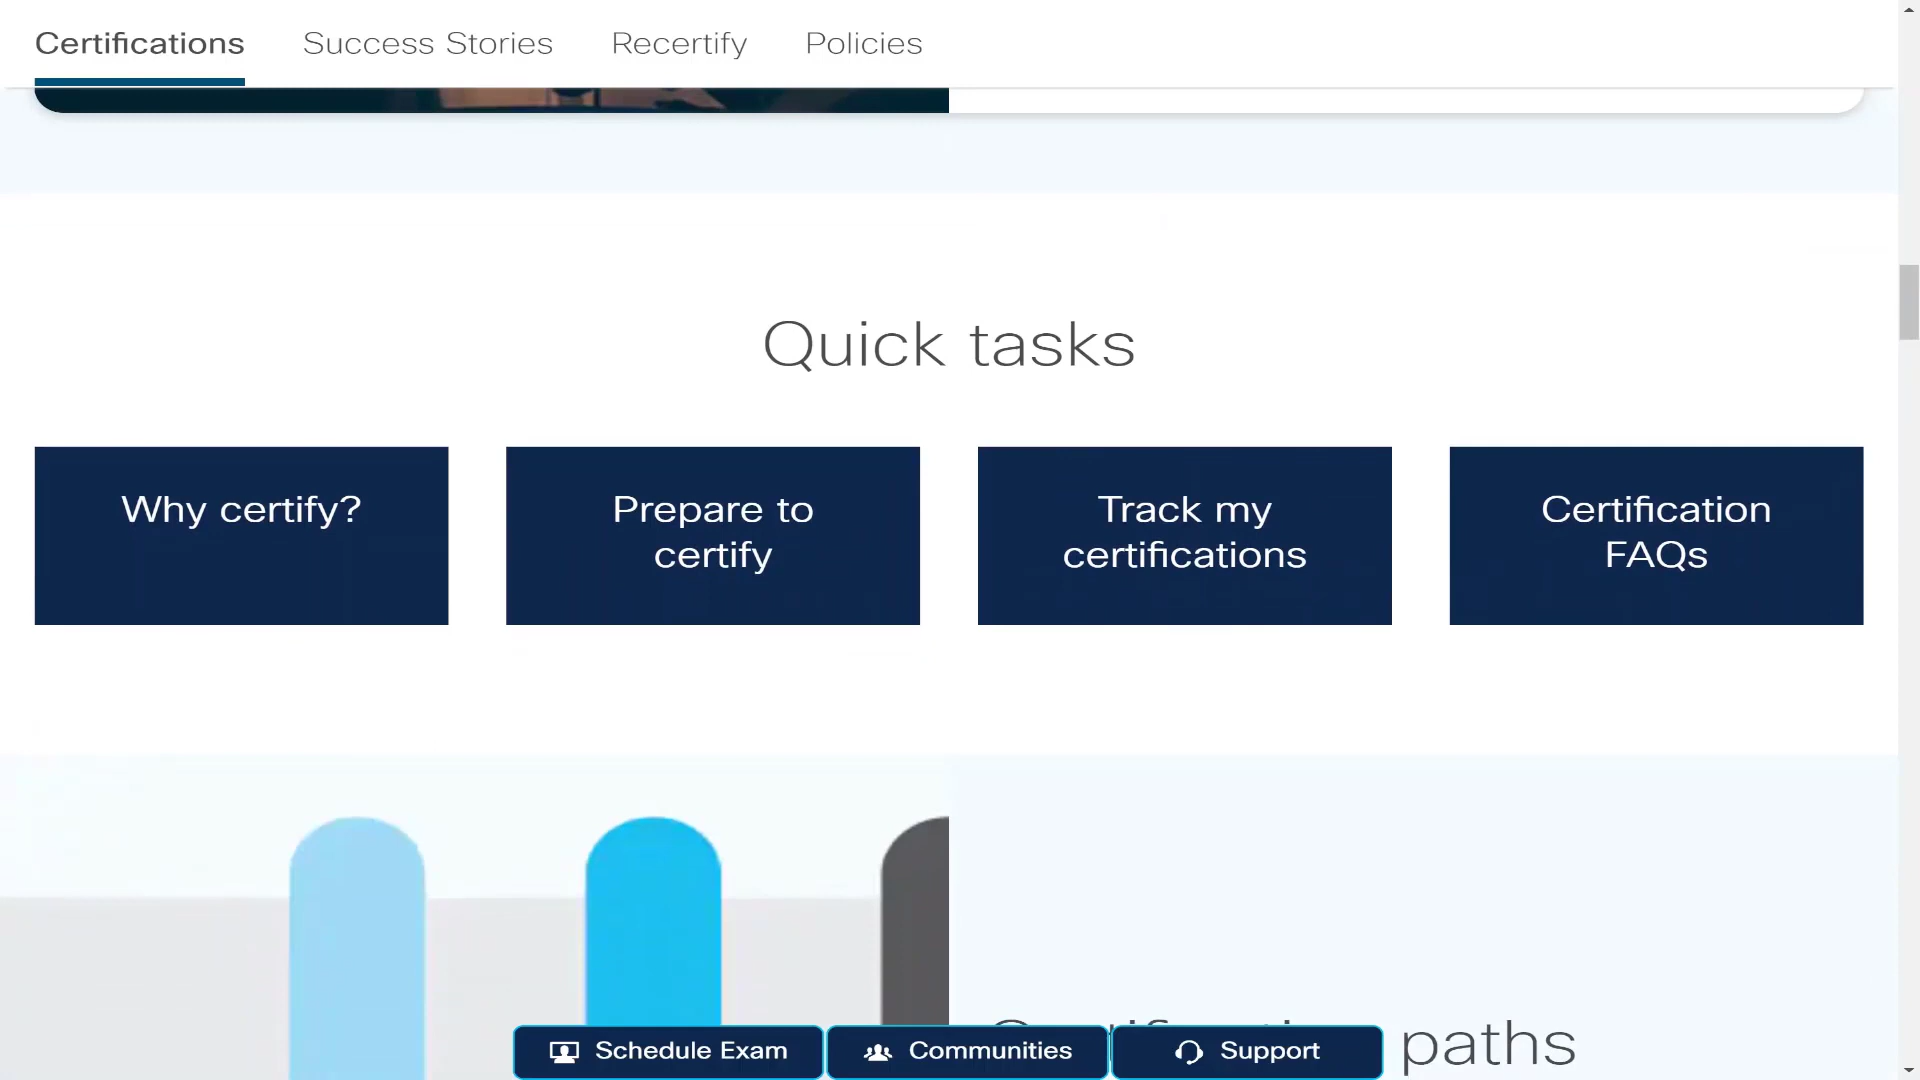 Certifications Success Stories Recertify Policies
Quick tasks
Why certify?
Prepare to
certify
Track my
certifications
Certification
FAQs
paths
Schedule Exam Communities Support